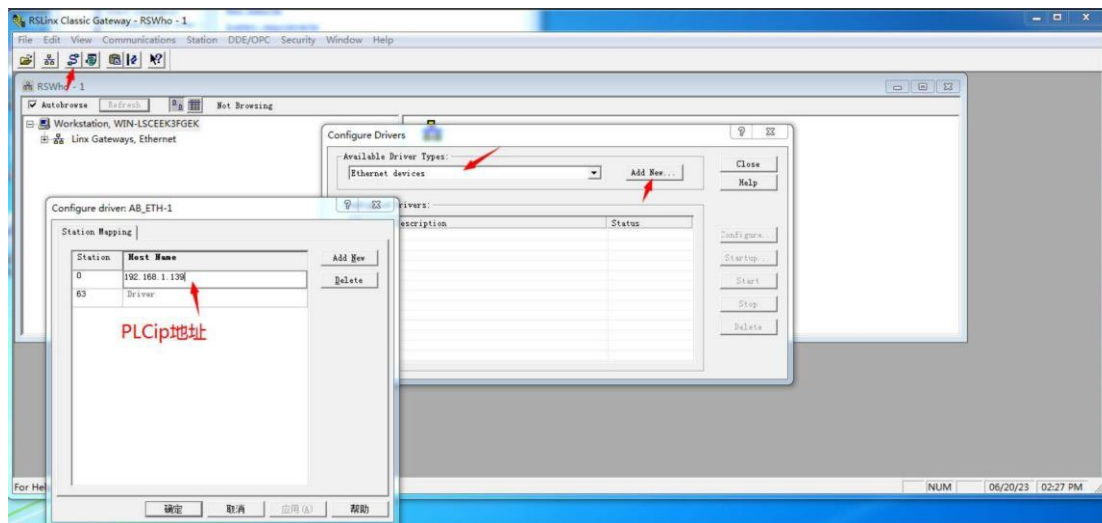 RSLinx Classic Gateway - RSWho - 1
File Edit View Communications Station DDE/OPC Security Window Help
RSWho - 1
Autobrowse Refresh Not Browsing
Workstation, WIN-LSCEEK3FGEK
Linx Gateways, Ethernet
Configure Drivers
Available Driver Types:
Ethernet devices
Add New...
Close
Help
rivers:
escription Status
Configure...
Startup...
Start
Stop
Delete
Configure driver: AB_ETH-1
Station Mapping
Station Host Name
0 192.168.1.139
63 Driver
Add New
Delete
PLCip地址
确定 取消 应用(A) 帮助
For Hel
NUM 06/20/23 02:27 PM